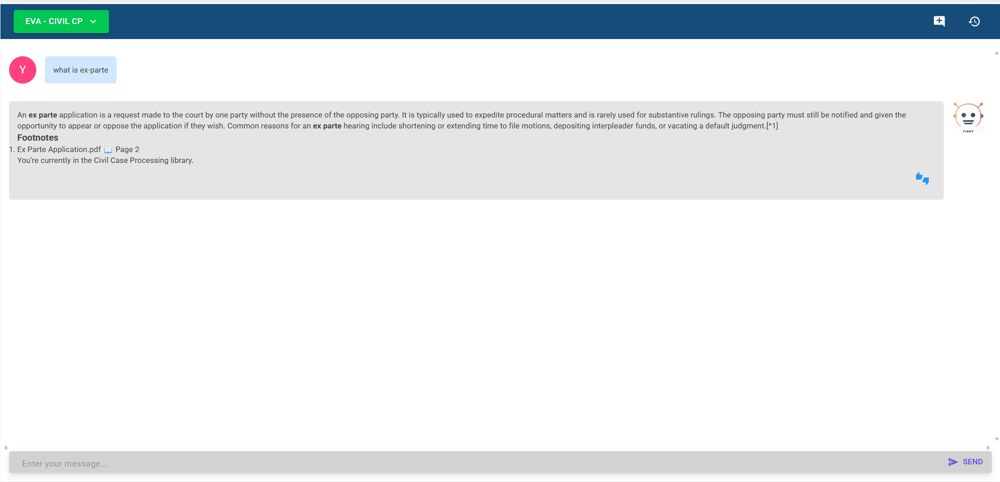 EVA - CIVIL CP
Y
what is ex-parte
An ex parte application is a request made to the court by one party without the presence of the opposing party. It is typically used to expedite procedural matters and is rarely used for substantive rulings. The opposing party must still be notified and given the
opportunity to appear or oppose the application if they wish. Common reasons for an ex parte hearing include shortening or extending time to file motions, depositing interpleader funds, or vacating a default judgment.[^1]
FINNY
Footnotes
1. Ex Parte Application.pdf 📖 Page 2
You're currently in the Civil Case Processing library.
Enter your message...
SEND